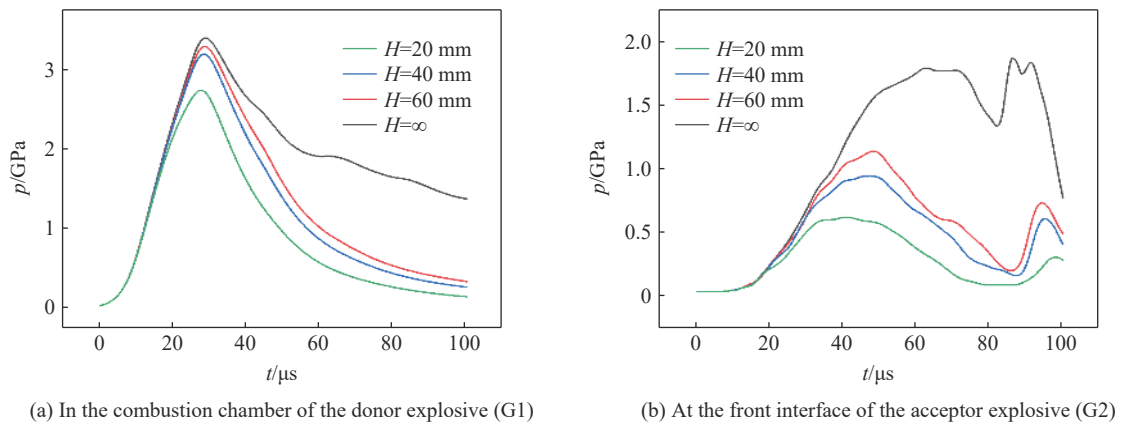 3
2
1
0
p/GPa
H=20 mm
H=40 mm
H=60 mm
H=∞
0 20 40 60 80 100
t/μs
(a) In the combustion chamber of the donor explosive (G1)
2.0
1.5
1.0
0.5
0
p/GPa
H=20 mm
H=40 mm
H=60 mm
H=∞
0 20 40 60 80 100
t/μs
(b) At the front interface of the acceptor explosive (G2)